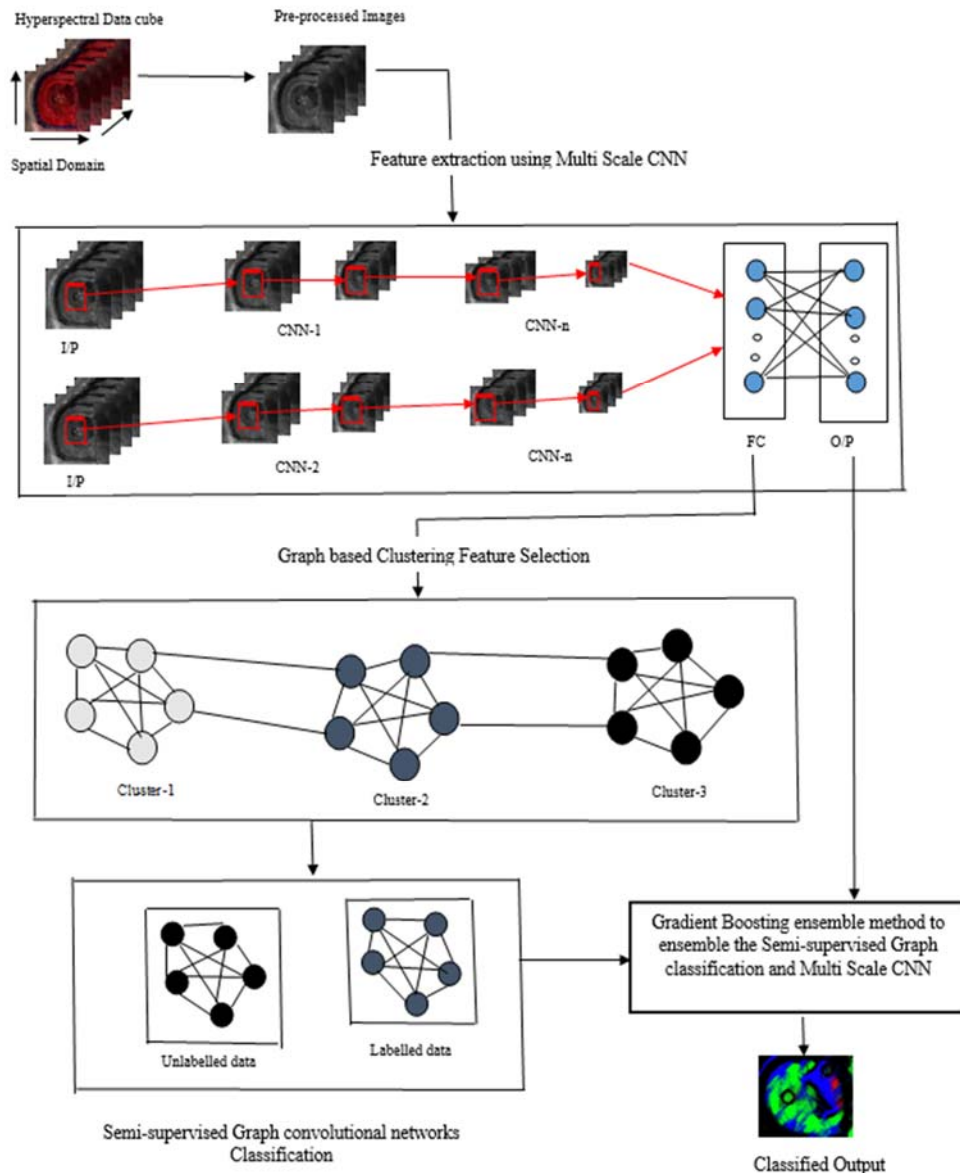 Hyperspectral Data cube
Pre-processed Images
Spatial Domain
Feature extraction using Multi Scale CNN
I/P
CNN-1
CNN-n
I/P
CNN-2
CNN-n
FC
O/P
Graph based Clustering Feature Selection
Cluster-1
Cluster-2
Cluster-3
Unlabelled data
Labelled data
Gradient Boosting ensemble method to
ensemble the Semi-supervised Graph
classification and Multi Scale CNN
Semi-supervised Graph convolutional networks
Classification
Classified Output